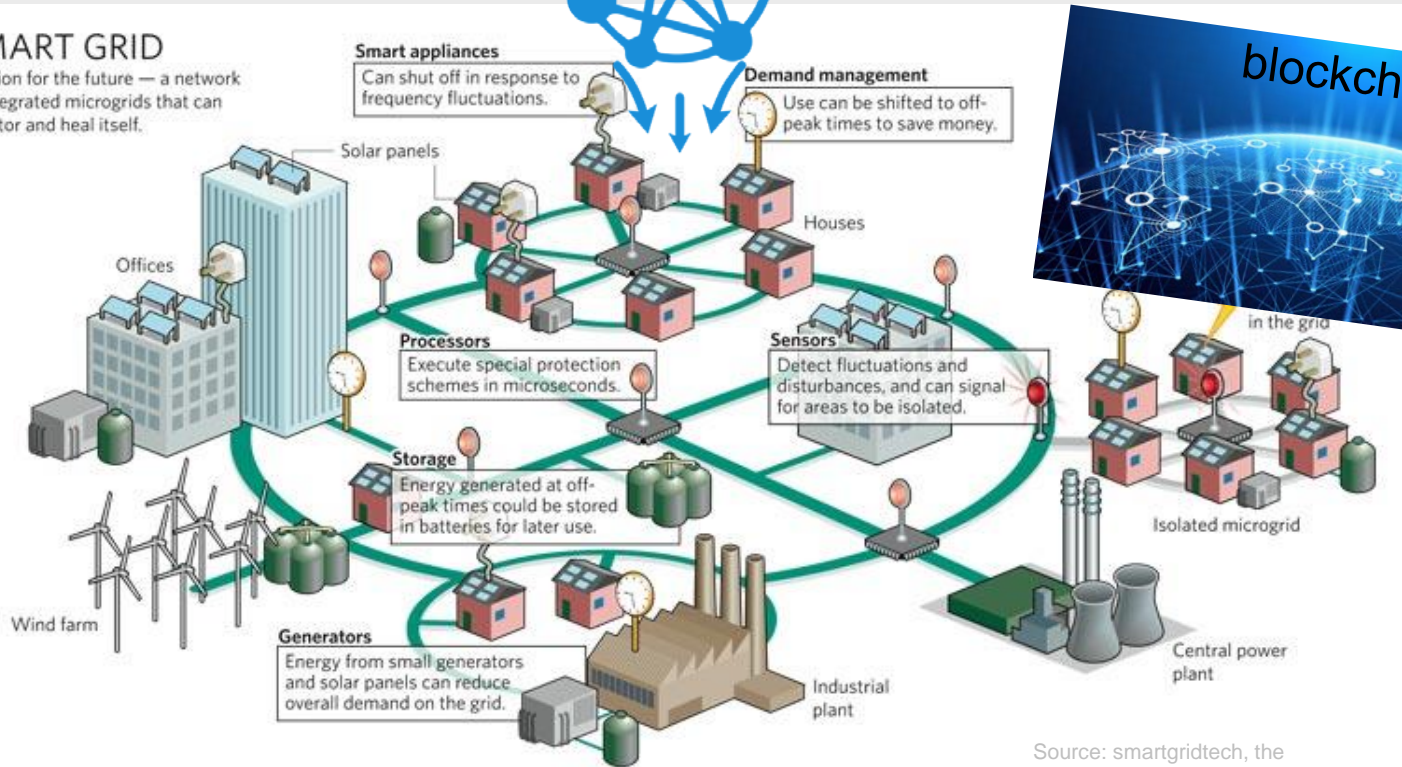 MART GRID
ion for the future — a network
egrated microgrids that can
tor and heal itself.
Smart appliances
Can shut off in response to
frequency fluctuations.
Demand management
Use can be shifted to off-
peak times to save money.
blockch
Solar panels
Houses
Offices
Processors
Execute special protection
schemes in microseconds.
Sensors
Detect fluctuations and
disturbances, and can signal
for areas to be isolated.
in the grid
Storage
Energy generated at off-
peak times could be stored
in batteries for later use.
Isolated microgrid
Wind farm
Generators
Energy from small generators
and solar panels can reduce
overall demand on the grid.
Industrial
plant
Central power
plant
Source: smartgridtech, the